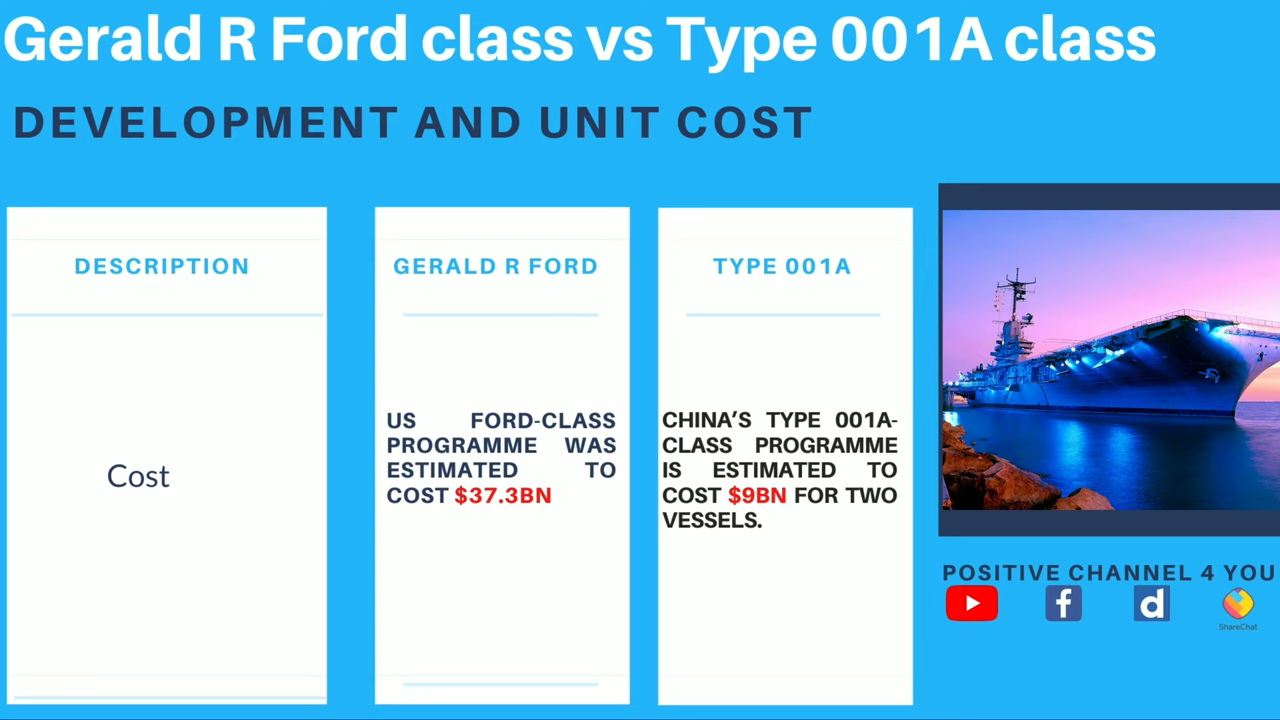 Gerald R Ford class vs Type 001A class
DEVELOPMENT AND UNIT COST
DESCRIPTION
Cost
GERALD R FORD
US FORD-CLASS
PROGRAMME WAS
ESTIMATED TO
COST $37.3BN
TYPE 001A
CHINA’S TYPE 001A-
CLASS PROGRAMME
IS ESTIMATED TO
COST $9BN FOR TWO
VESSELS.
POSITIVE CHANNEL 4 YOU
f
d
ShareChat